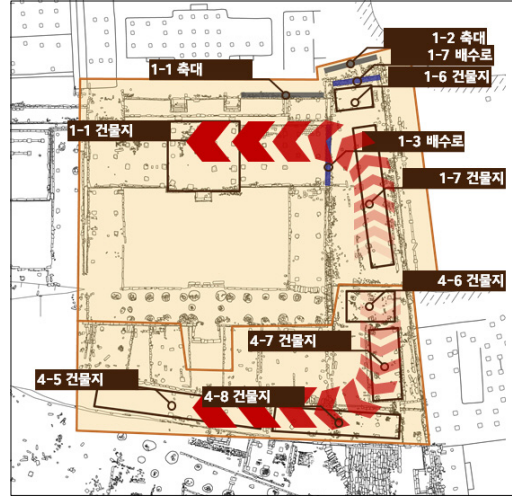 1-2 축대
1-7 배수로
1-1 축대
1-6 건물지
1-1 건물지
1-3 배수로
1-7 건물지
4-6 건물지
4-7 건물지
4-5 건물지
4-8 건물지